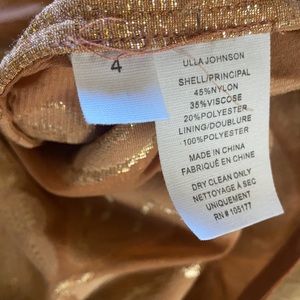 4
ULLA JOHNSON
SHELL/PRINCIPAL
45%NYLON
35%VISCOSE
20%POLYESTER
LINING/DOUBLURE
100%POLYESTER
MADE IN CHINA
FABRIQUÉ EN CHINE
DRY CLEAN ONLY
NETTOYAGE À SEC
UNIQUEMENT
RN# 105177